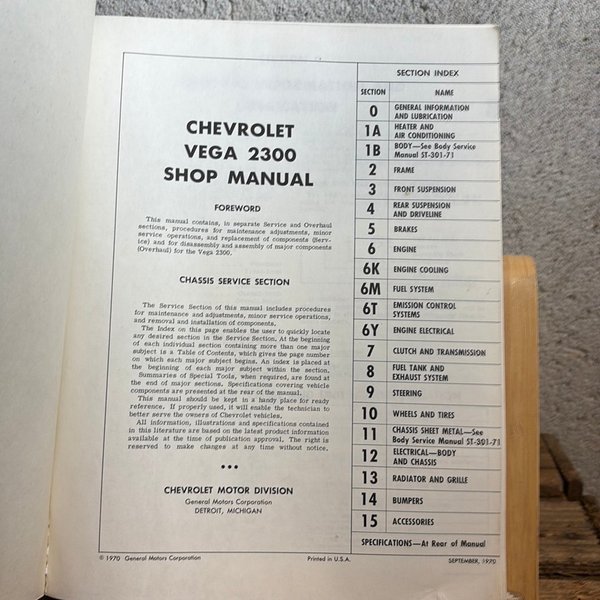 CHEVROLET
VEGA 2300
SHOP MANUAL
FOREWORD
This manual contains, in separate Service and Overhaul
sections, procedures for maintenance adjustments, minor
service operations, and replacement of components (Serv-
ice) and for disassembly and assembly of major components
(Overhaul) for the Vega 2300.
CHASSIS SERVICE SECTION
The Service Section of this manual includes procedures
for maintenance and adjustments, minor service operations,
and removal and installation of components.
The Index on this page enables the user to quickly locate
any desired section in the Service Section. At the beginning
of each individual section containing more than one major
subject is a Table of Contents, which gives the page number
on which each major subject begins. An index is placed at
the beginning of each major subject within the section.
Summaries of Special Tools, when required, are found at
the end of major sections. Specifications covering vehicle
components are presented at the rear of the manual.
This manual should be kept in a handy place for ready
reference. If properly used, it will enable the technician to
better serve the owners of Chevrolet vehicles.
All information, illustrations and specifications contained
in this literature are based on the latest product information
available at the time of publication approval. The right is
reserved to make changes at any time without notice.
• • •
CHEVROLET MOTOR DIVISION
General Motors Corporation
DETROIT, MICHIGAN
SECTION INDEX
SECTION NAME
0 GENERAL INFORMATION
AND LUBRICATION
1A HEATER AND
AIR CONDITIONING
1B BODY—See Body Service
Manual ST-301-71
2 FRAME
3 FRONT SUSPENSION
4 REAR SUSPENSION
AND DRIVELINE
5 BRAKES
6 ENGINE
6K ENGINE COOLING
6M FUEL SYSTEM
6T EMISSION CONTROL
SYSTEMS
6Y ENGINE ELECTRICAL
7 CLUTCH AND TRANSMISSION
8 FUEL TANK AND
EXHAUST SYSTEM
9 STEERING
10 WHEELS AND TIRES
11 CHASSIS SHEET METAL—See
Body Service Manual ST-301-71
12 ELECTRICAL—BODY
AND CHASSIS
13 RADIATOR AND GRILLE
14 BUMPERS
15 ACCESSORIES
SPECIFICATIONS—At Rear of Manual
© 1970 General Motors Corporation Printed in U.S.A. SEPTEMBER, 1970